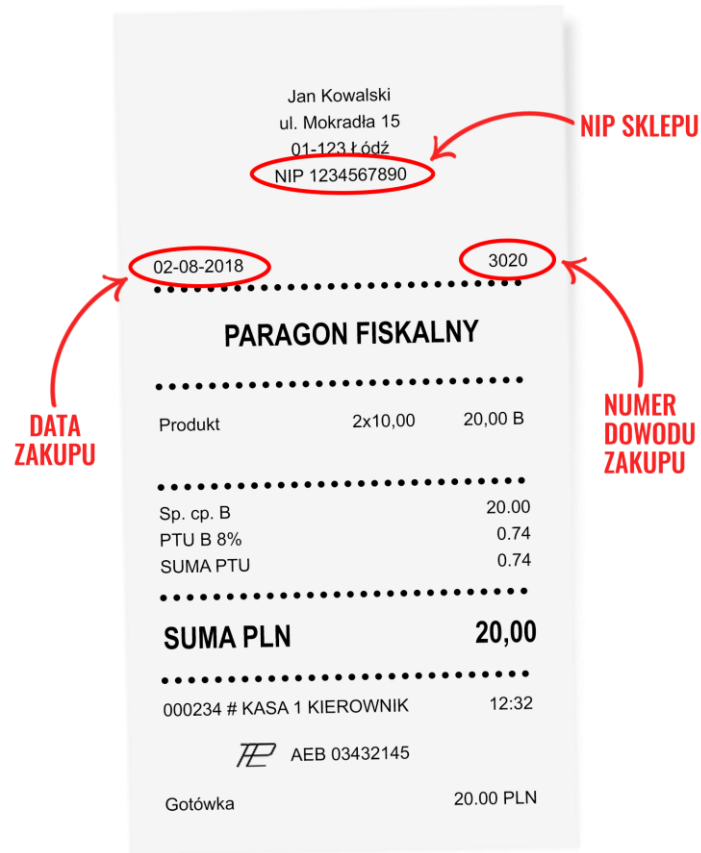 Jan Kowalski
ul. Mokradła 15
01-123 Łódź
NIP 1234567890
NIP SKLEPU
02-08-2018 3020
PARAGON FISKALNY
DATA
ZAKUPU
NUMER
DOWODU
ZAKUPU
Produkt 2x10,00 20,00 B
Sp. cp. B 20.00
PTU B 8% 0.74
SUMA PTU 0.74
SUMA PLN 20,00
000234 # KASA 1 KIEROWNIK 12:32
AEB 03432145
Gotówka 20.00 PLN